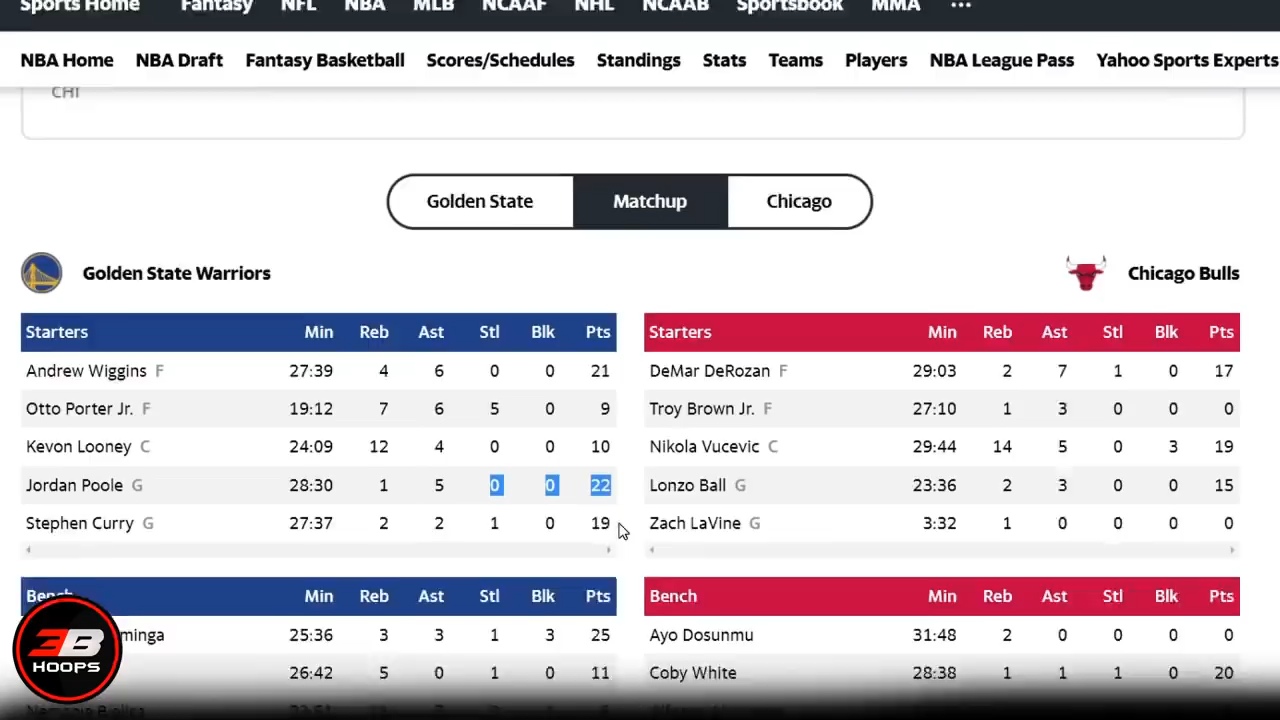 Sports Home Fantasy NFL NBA MLB NCAAF NHL NCAAB Sportsbook MMA ...
NBA Home NBA Draft Fantasy Basketball Scores/Schedules Standings Stats Teams Players NBA League Pass Yahoo Sports Experts
CHI
Golden State Matchup Chicago
Golden State Warriors Chicago Bulls
Starters Min Reb Ast Stl Blk Pts Starters Min Reb Ast Stl Blk Pts
Andrew Wiggins F 27:39 4 6 0 0 21 DeMar DeRozan F 29:03 2 7 1 0 17
Otto Porter Jr. F 19:12 7 6 5 0 9 Troy Brown Jr. F 27:10 1 3 0 0 0
Kevon Looney C 24:09 12 4 0 0 10 Nikola Vucevic C 29:44 14 5 0 3 19
Jordan Poole G 28:30 1 5 0 0 22 Lonzo Ball G 23:36 2 3 0 0 15
Stephen Curry G 27:37 2 2 1 0 19 Zach LaVine G 3:32 1 0 0 0 0
Bench Min Reb Ast Stl Blk Pts Bench Min Reb Ast Stl Blk Pts
minga 25:36 3 3 1 3 25 Ayo Dosunmu 31:48 2 0 0 0 0
26:42 5 0 1 0 11 Coby White 28:38 1 1 1 0 20
3B
HOOPS